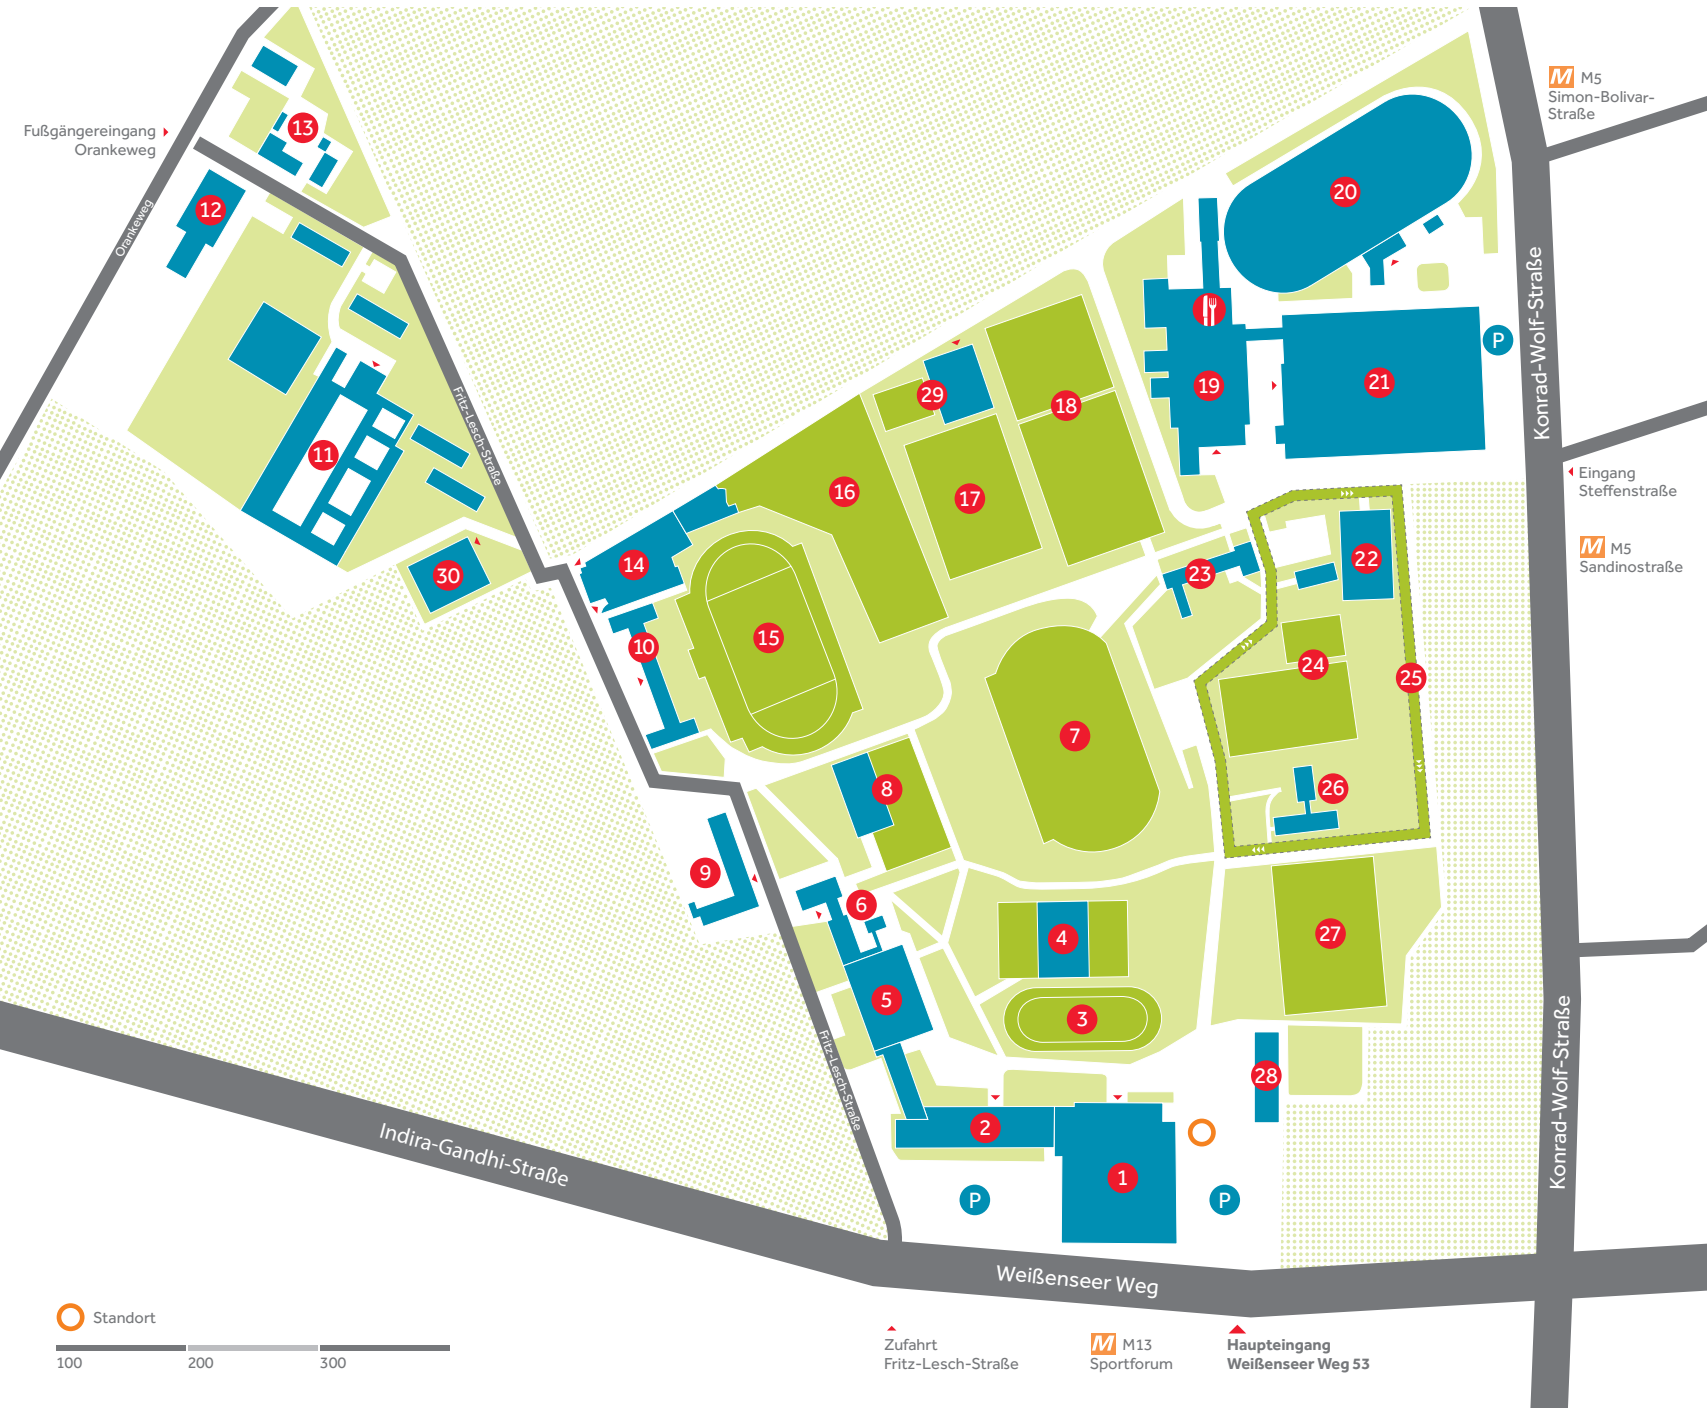 M M5
Simon-Bolivar-
Straße
Fußgängereingang
Orankeweg
13
20
12
Orankeweg
Konrad-Wolf-Straße
P
19
21
29
18
Fritz-Lesch-Straße
11
16
17
Eingang
Steffenstraße
M M5
Sandinostraße
14
30
23
22
10
15
24
25
7
8
26
9
6
4
27
5
3
Fritz-Lesch-Straße
28
Konrad-Wolf-Straße
2
1
P
P
Indira-Gandhi-Straße
Weißenseer Weg
Standort
100
200
300
Zufahrt
Fritz-Lesch-Straße
M M13
Sportforum
Haupteingang
Weißenseer Weg 53